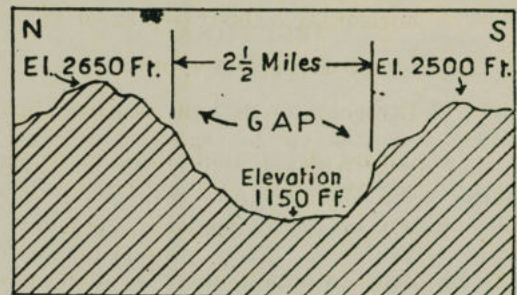 N S
El. 2650 Ft. 2 1/2 Miles El. 2500 Ft.
GAP
Elevation
1150 Ft.